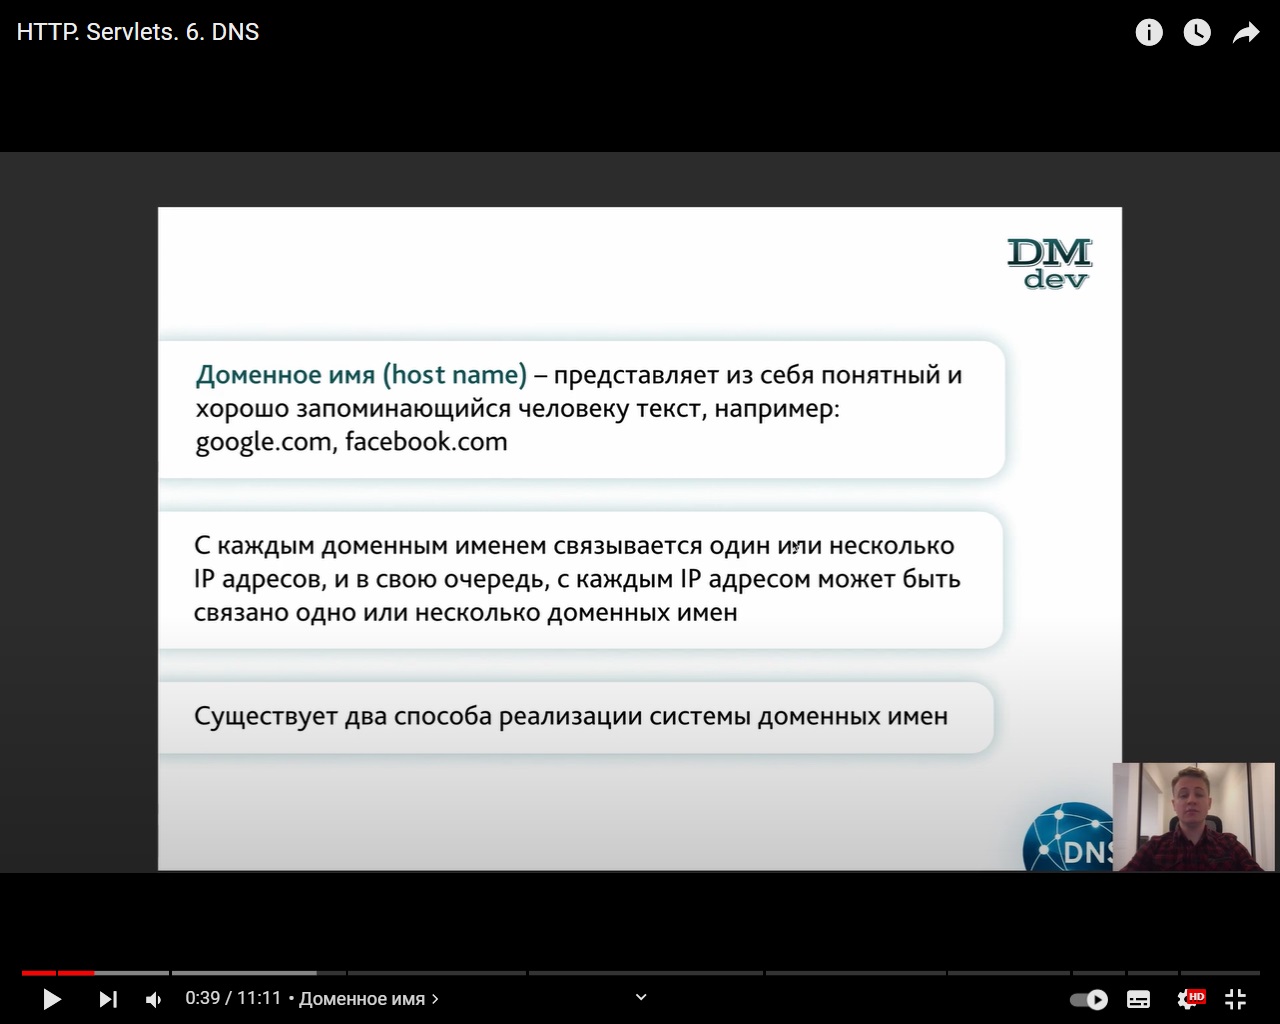 HTTP. Servlets. 6. DNS
DM
dev
Доменное имя (host name) – представляет из себя понятный и
хорошо запоминающийся человеку текст, например:
google.com, facebook.com
С каждым доменным именем связывается один или несколько
IP адресов, и в свою очередь, с каждым IP адресом может быть
связано одно или несколько доменных имен
Существует два способа реализации системы доменных имен
DNS
0:39 / 11:11 • Доменное имя
HD